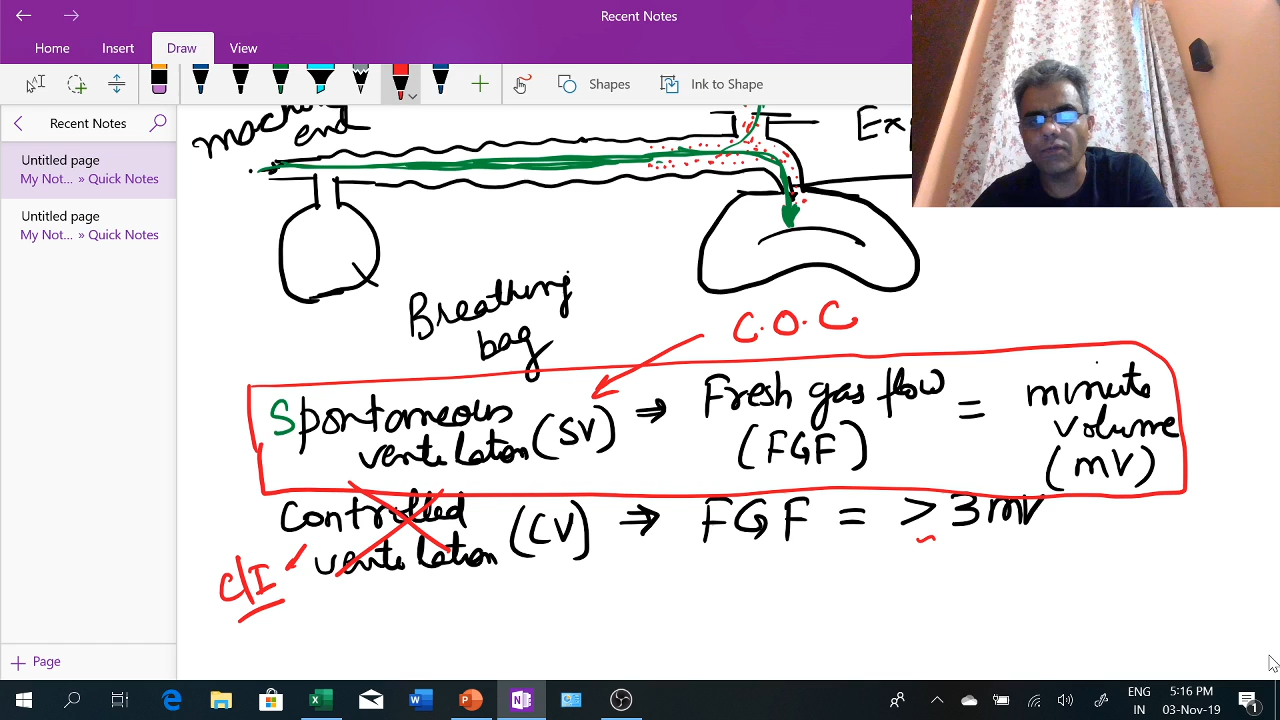 Recent Notes
Home Insert Draw View
Shapes Ink to Shape
Recent Notes
Untitled page
My Not... » Quick Notes
Untitled page
My Not... » Quick Notes
Page
machine
end
Exp
Breathing
bag
C.O.C
Spontaneous
ventilation (SV) ⇒ Fresh gas flow
(FGF) = minute
volume
(mV)
Controlled
ventilation (CV) ⇒ FGF = > 3 mV
C/I
ENG
IN
5:16 PM
03-Nov-19